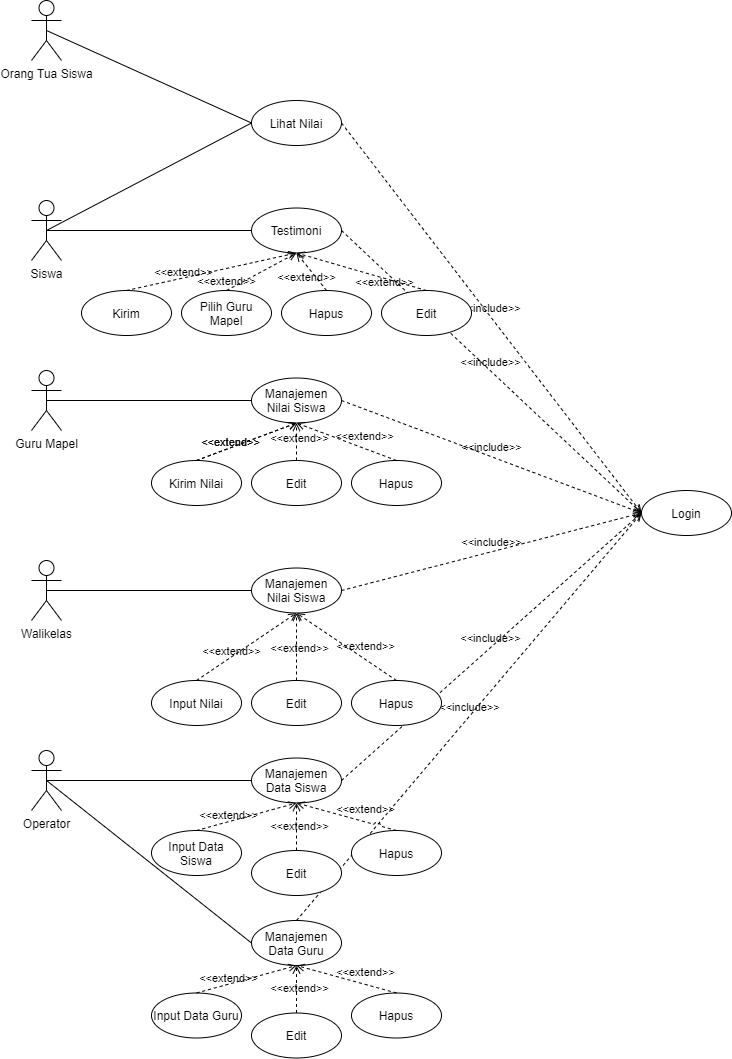 Orang Tua Siswa
Lihat Nilai
Siswa
Testimoni
<<extend>>
<<extend>>
<<extend>>
<<extend>>
Kirim
Pilih Guru
Mapel
Hapus
Edit
<<include>>
<<include>>
Guru Mapel
Manajemen
Nilai Siswa
<<extend>>
<<extend>>
<<extend>>
<<include>>
Kirim Nilai
Edit
Hapus
Login
<<include>>
Walikelas
Manajemen
Nilai Siswa
<<extend>>
<<extend>>
<<extend>>
<<include>>
Input Nilai
Edit
Hapus
<<include>>
Operator
Manajemen
Data Siswa
<<extend>>
<<extend>>
<<extend>>
Input Data
Siswa
Edit
Hapus
Manajemen
Data Guru
<<extend>>
<<extend>>
<<extend>>
Input Data Guru
Edit
Hapus